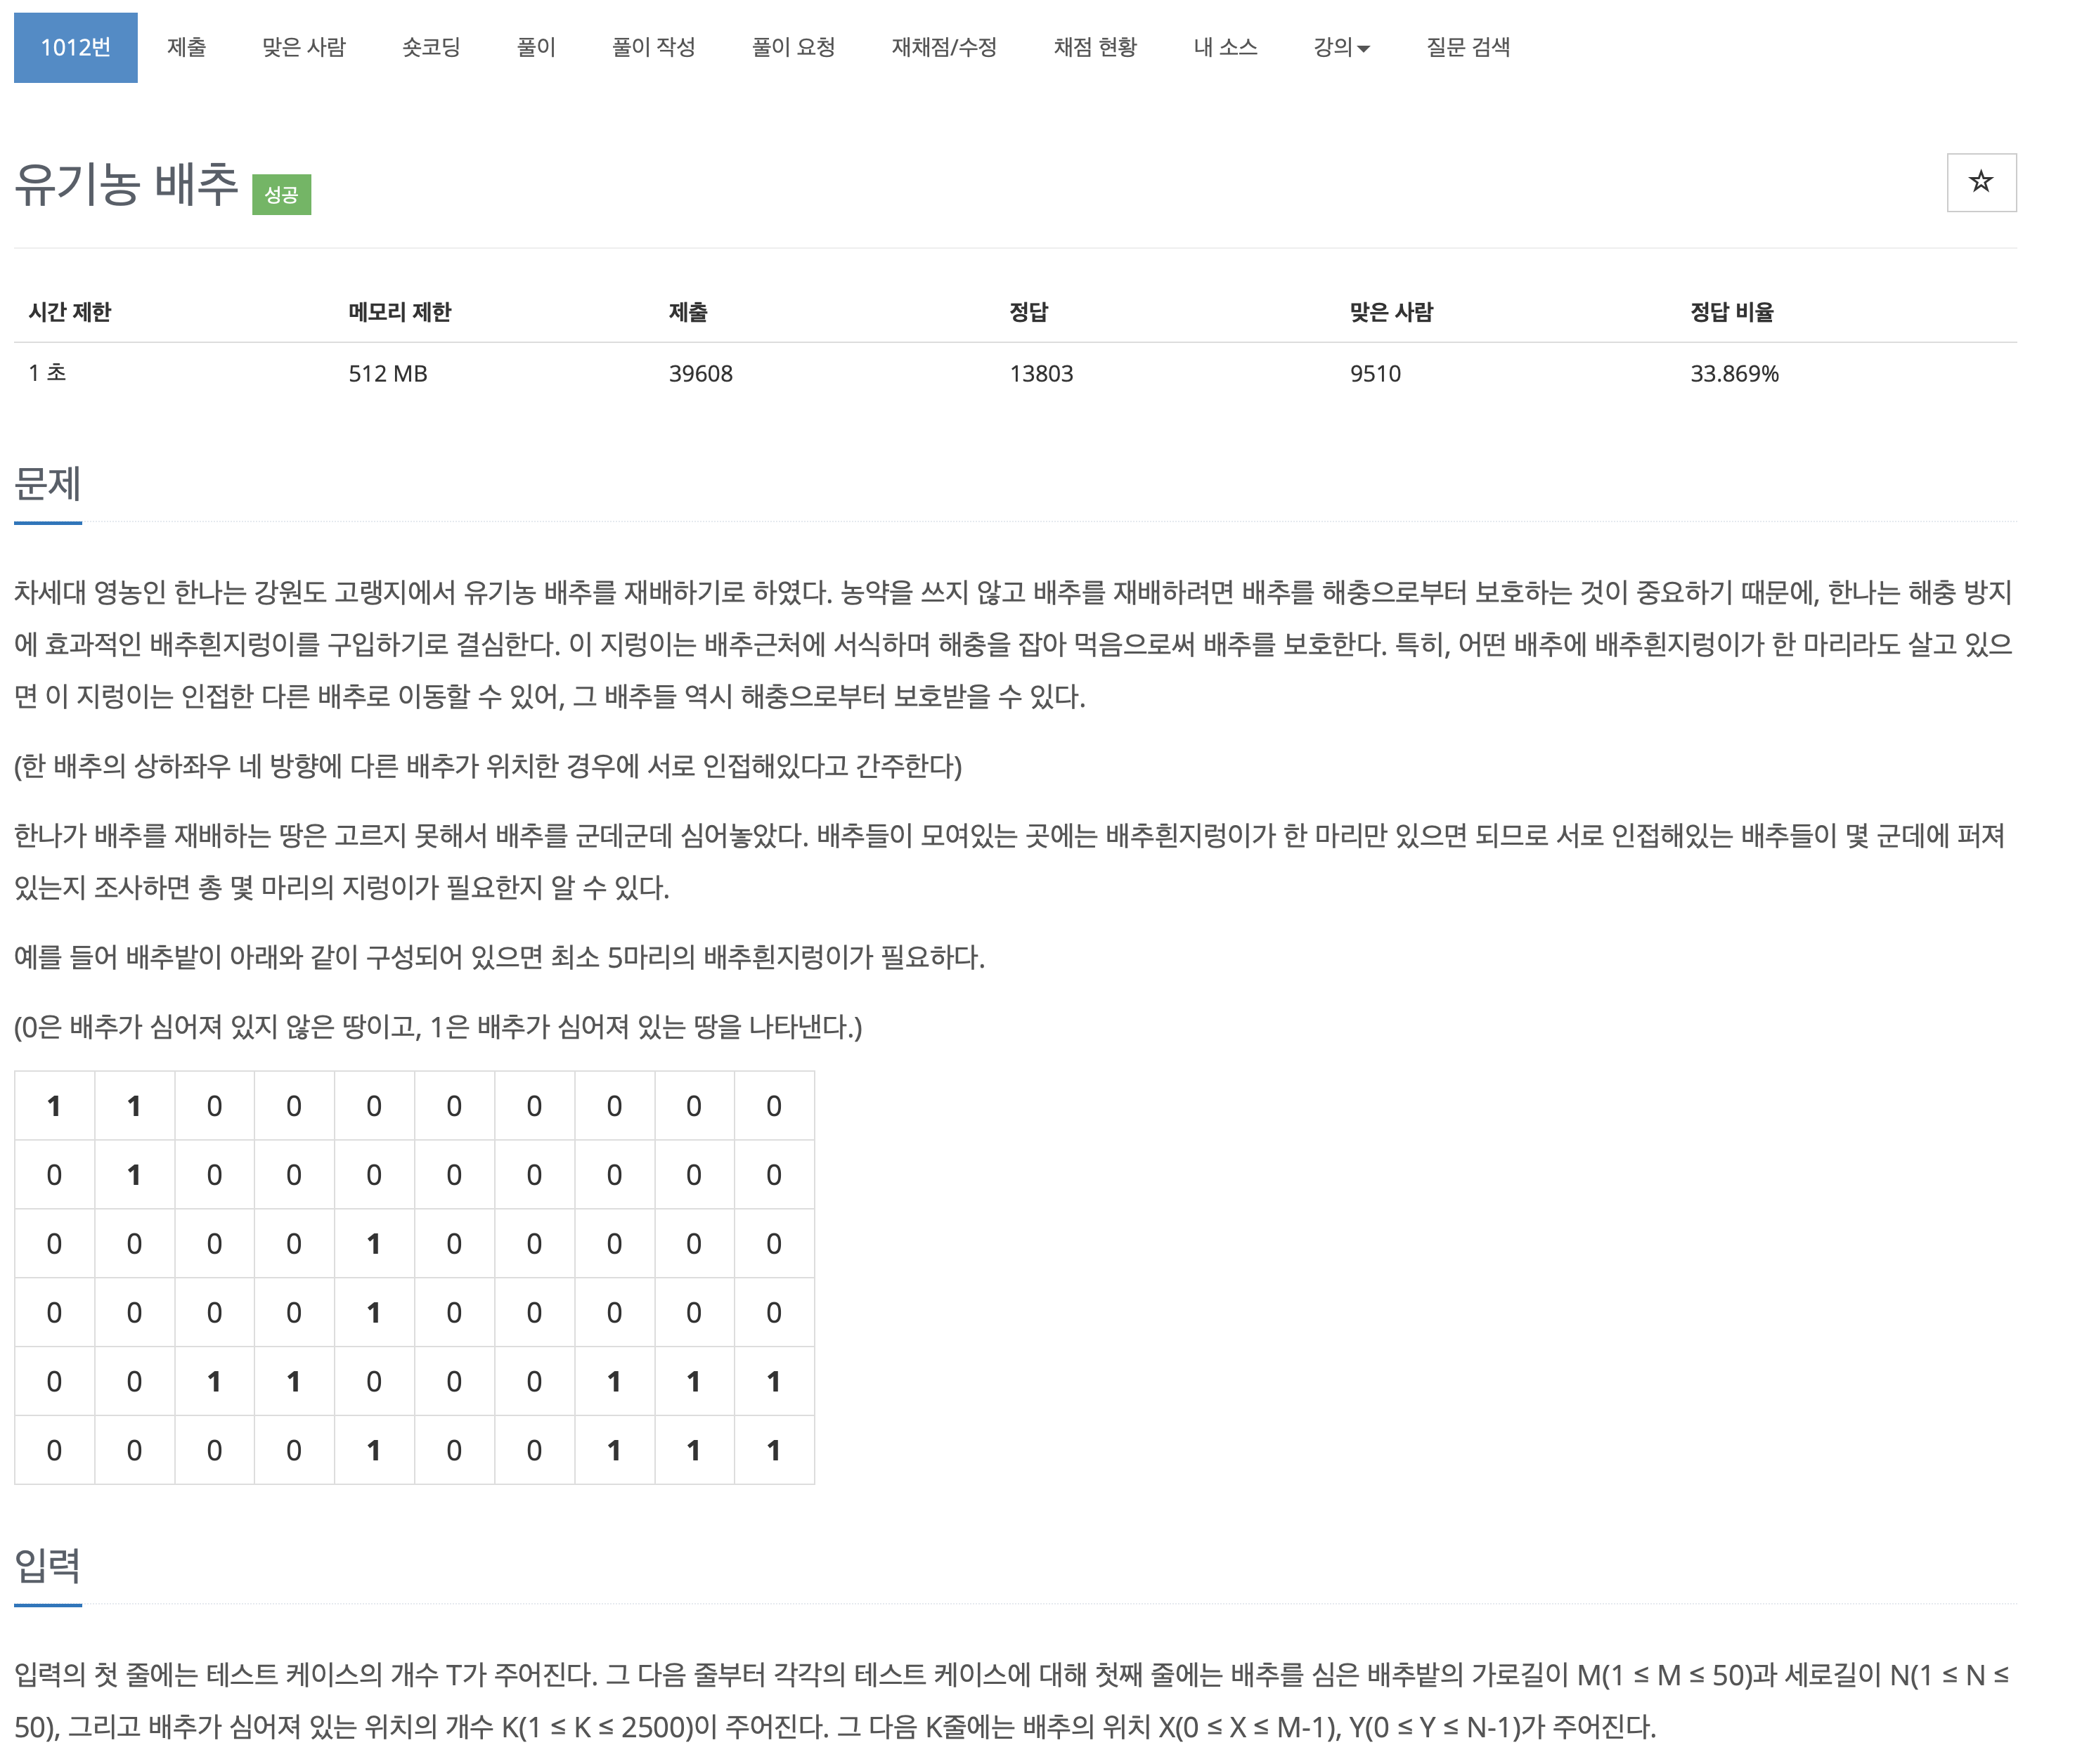 1012번 제출 맞은 사람 숏코딩 풀이 풀이 작성 풀이 요청 재채점/수정 채점 현황 내 소스 강의 질문 검색
유기농 배추 성공
시간 제한 메모리 제한 제출 정답 맞은 사람 정답 비율
1 초 512 MB 39608 13803 9510 33.869%
문제
차세대 영농인 한나는 강원도 고랭지에서 유기농 배추를 재배하기로 하였다. 농약을 쓰지 않고 배추를 재배하려면 배추를 해충으로부터 보호하는 것이 중요하기 때문에, 한나는 해충 방지
에 효과적인 배추흰지렁이를 구입하기로 결심한다. 이 지렁이는 배추근처에 서식하며 해충을 잡아 먹음으로써 배추를 보호한다. 특히, 어떤 배추에 배추흰지렁이가 한 마리라도 살고 있으
면 이 지렁이는 인접한 다른 배추로 이동할 수 있어, 그 배추들 역시 해충으로부터 보호받을 수 있다.
(한 배추의 상하좌우 네 방향에 다른 배추가 위치한 경우에 서로 인접해있다고 간주한다)
한나가 배추를 재배하는 땅은 고르지 못해서 배추를 군데군데 심어놓았다. 배추들이 모여있는 곳에는 배추흰지렁이가 한 마리만 있으면 되므로 서로 인접해있는 배추들이 몇 군데에 퍼져
있는지 조사하면 총 몇 마리의 지렁이가 필요한지 알 수 있다.
예를 들어 배추밭이 아래와 같이 구성되어 있으면 최소 5마리의 배추흰지렁이가 필요하다.
(0은 배추가 심어져 있지 않은 땅이고, 1은 배추가 심어져 있는 땅을 나타낸다.)
1 1 0 0 0 0 0 0 0 0
0 1 0 0 0 0 0 0 0 0
0 0 0 0 1 0 0 0 0 0
0 0 0 0 1 0 0 0 0 0
0 0 1 1 0 0 0 1 1 1
0 0 0 0 1 0 0 1 1 1
입력
입력의 첫 줄에는 테스트 케이스의 개수 T가 주어진다. 그 다음 줄부터 각각의 테스트 케이스에 대해 첫째 줄에는 배추를 심은 배추밭의 가로길이 M(1 ≤ M ≤ 50)과 세로길이 N(1 ≤ N ≤
50), 그리고 배추가 심어져 있는 위치의 개수 K(1 ≤ K ≤ 2500)이 주어진다. 그 다음 K줄에는 배추의 위치 X(0 ≤ X ≤ M-1), Y(0 ≤ Y ≤ N-1)가 주어진다.